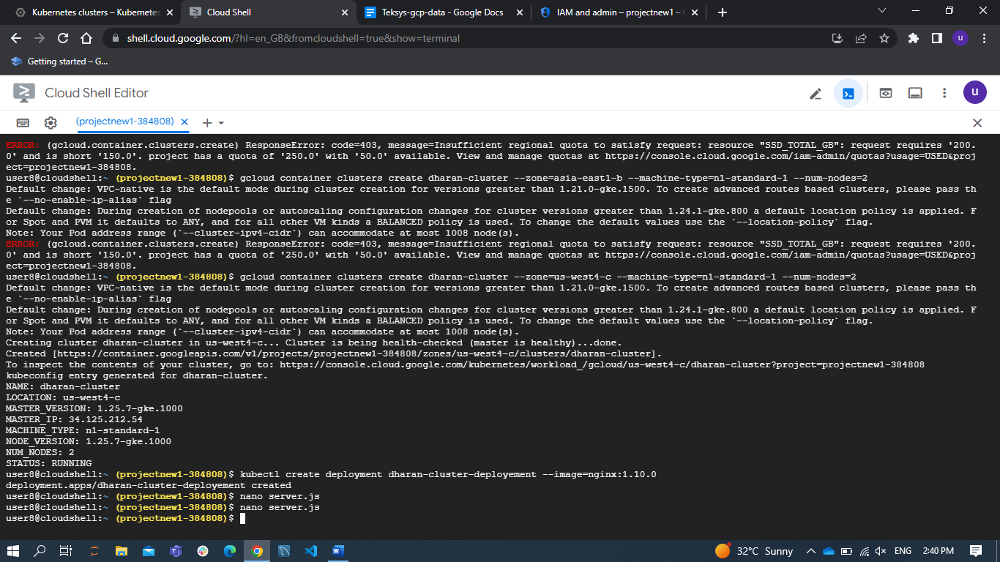 Kubernetes clusters – Kubernetes
Cloud Shell
Teksys-gcp-data - Google Docs
IAM and admin – projectnew1 –
shell.cloud.google.com/?hl=en_GB&fromcloudshell=true&show=terminal
u
Getting started – G...
Cloud Shell Editor
u
(projectnew1-384808)
ERROR: (gcloud.container.clusters.create) ResponseError: code=403, message=Insufficient regional quota to satisfy request: resource "SSD_TOTAL_GB": request requires '200.
0' and is short '150.0'. project has a quota of '250.0' with '50.0' available. View and manage quotas at https://console.cloud.google.com/iam-admin/quotas?usage=USED&proj
ect=projectnew1-384808.
user8@cloudshell:~ (projectnew1-384808)$ gcloud container clusters create dharan-cluster --zone=asia-east1-b --machine-type=n1-standard-1 --num-nodes=2
Default change: VPC-native is the default mode during cluster creation for versions greater than 1.21.0-gke.1500. To create advanced routes based clusters, please pass th
e `--no-enable-ip-alias` flag
Default change: During creation of nodepools or autoscaling configuration changes for cluster versions greater than 1.24.1-gke.800 a default location policy is applied. F
or Spot and PVM it defaults to ANY, and for all other VM kinds a BALANCED policy is used. To change the default values use the `--location-policy` flag.
Note: Your Pod address range (`--cluster-ipv4-cidr`) can accommodate at most 1008 node(s).
ERROR: (gcloud.container.clusters.create) ResponseError: code=403, message=Insufficient regional quota to satisfy request: resource "SSD_TOTAL_GB": request requires '200.
0' and is short '150.0'. project has a quota of '250.0' with '50.0' available. View and manage quotas at https://console.cloud.google.com/iam-admin/quotas?usage=USED&proj
ect=projectnew1-384808.
user8@cloudshell:~ (projectnew1-384808)$ gcloud container clusters create dharan-cluster --zone=us-west4-c --machine-type=n1-standard-1 --num-nodes=2
Default change: VPC-native is the default mode during cluster creation for versions greater than 1.21.0-gke.1500. To create advanced routes based clusters, please pass th
e `--no-enable-ip-alias` flag
Default change: During creation of nodepools or autoscaling configuration changes for cluster versions greater than 1.24.1-gke.800 a default location policy is applied. F
or Spot and PVM it defaults to ANY, and for all other VM kinds a BALANCED policy is used. To change the default values use the `--location-policy` flag.
Note: Your Pod address range (`--cluster-ipv4-cidr`) can accommodate at most 1008 node(s).
Creating cluster dharan-cluster in us-west4-c... Cluster is being health-checked (master is healthy)...done.
Created [https://container.googleapis.com/v1/projects/projectnew1-384808/zones/us-west4-c/clusters/dharan-cluster].
To inspect the contents of your cluster, go to: https://console.cloud.google.com/kubernetes/workload_/gcloud/us-west4-c/dharan-cluster?project=projectnew1-384808
kubeconfig entry generated for dharan-cluster.
NAME: dharan-cluster
LOCATION: us-west4-c
MASTER_VERSION: 1.25.7-gke.1000
MASTER_IP: 34.125.212.54
MACHINE_TYPE: n1-standard-1
NODE_VERSION: 1.25.7-gke.1000
NUM_NODES: 2
STATUS: RUNNING
user8@cloudshell:~ (projectnew1-384808)$ kubectl create deployment dharan-cluster-deployement --image=nginx:1.10.0
deployment.apps/dharan-cluster-deployement created
user8@cloudshell:~ (projectnew1-384808)$ nano server.js
user8@cloudshell:~ (projectnew1-384808)$ nano server.js
user8@cloudshell:~ (projectnew1-384808)$
32°C Sunny
ENG
2:40 PM